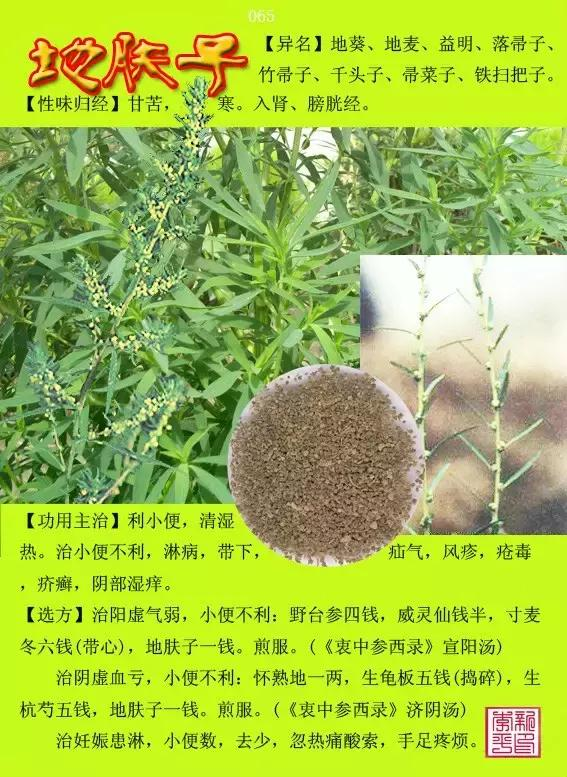 065
地肤子
【异名】地葵、地麦、益明、落帚子、
竹帚子、千头子、帚菜子、铁扫把子。
【性味归经】甘苦， 寒。入肾、膀胱经。
【功用主治】利小便，清湿
热。治小便不利，淋病，带下， 疝气，风疹，疮毒
，疥癣，阴部湿痒。
【选方】治阳虚气弱，小便不利：野台参四钱，威灵仙钱半，寸麦
冬六钱(带心)，地肤子一钱。煎服。(《衷中参西录》宣阳汤)
治阴虚血亏，小便不利：怀熟地一两，生龟板五钱(捣碎)，生
杭芍五钱，地肤子一钱。煎服。(《衷中参西录》济阴汤)
治妊娠患淋，小便数，去少，忽热痛酸索，手足疼烦。